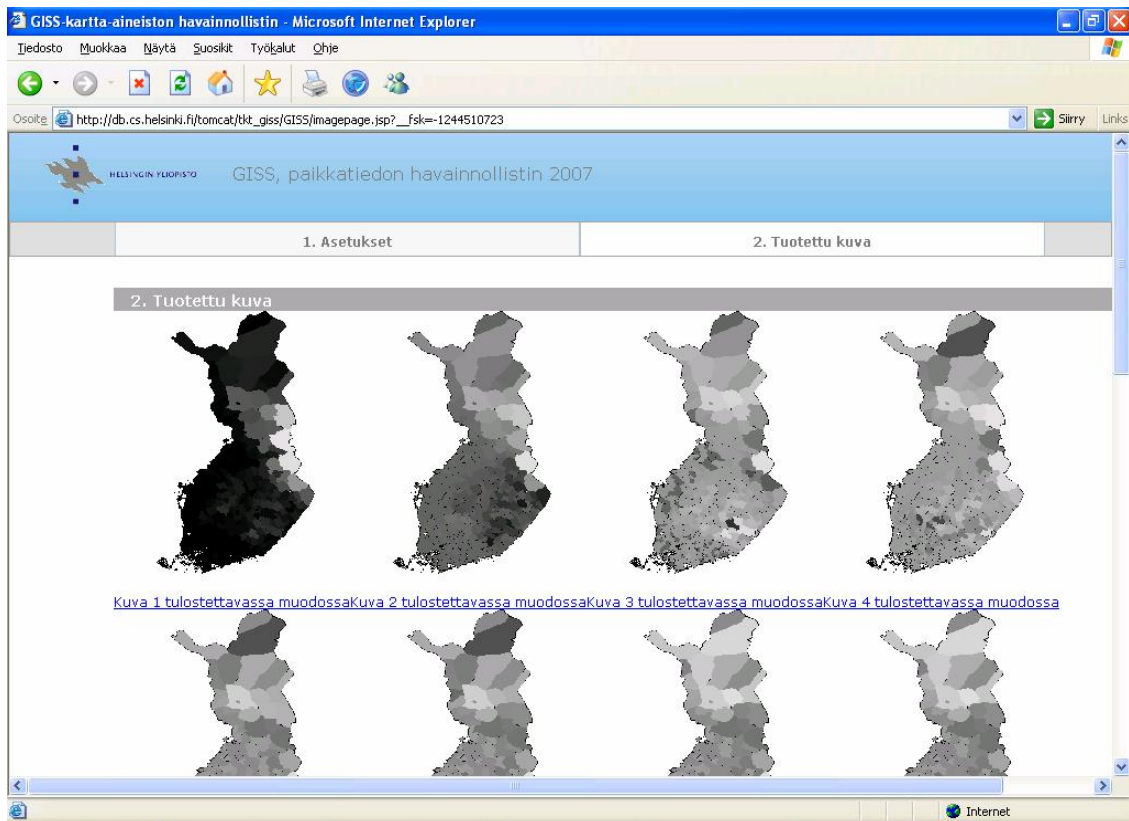 GISS-kartta-aineiston havainnollistin - Microsoft Internet Explorer
Tiedosto Muokkaa Näytä Suosikit Työkalut Ohje
Osoite http://db.cs.helsinki.fi/tomcat/tkt_giss/GISS/imagepage.jsp?__fsk=-1244510723 Siirry Links
HELSINGIN YLIOPISTO GISS, paikkatiedon havainnollistin 2007
1. Asetukset 2. Tuotettu kuva
2. Tuotettu kuva
Kuva 1 tulostettavassa muodossaKuva 2 tulostettavassa muodossaKuva 3 tulostettavassa muodossaKuva 4 tulostettavassa muodossa
Internet